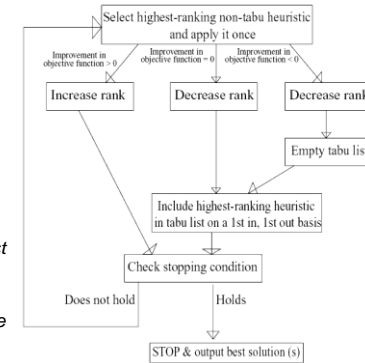 Select highest-ranking non-tabu heuristic
and apply it once
Improvement in
objective function > 0
Improvement in
objective function = 0
Improvement in
objective function < 0
Increase rank
Decrease rank
Decrease rank
Empty tabu list
Include highest-ranking heuristic
in tabu list on a 1st in, 1st out basis
Check stopping condition
Does not hold
Holds
STOP & output best solution (s)